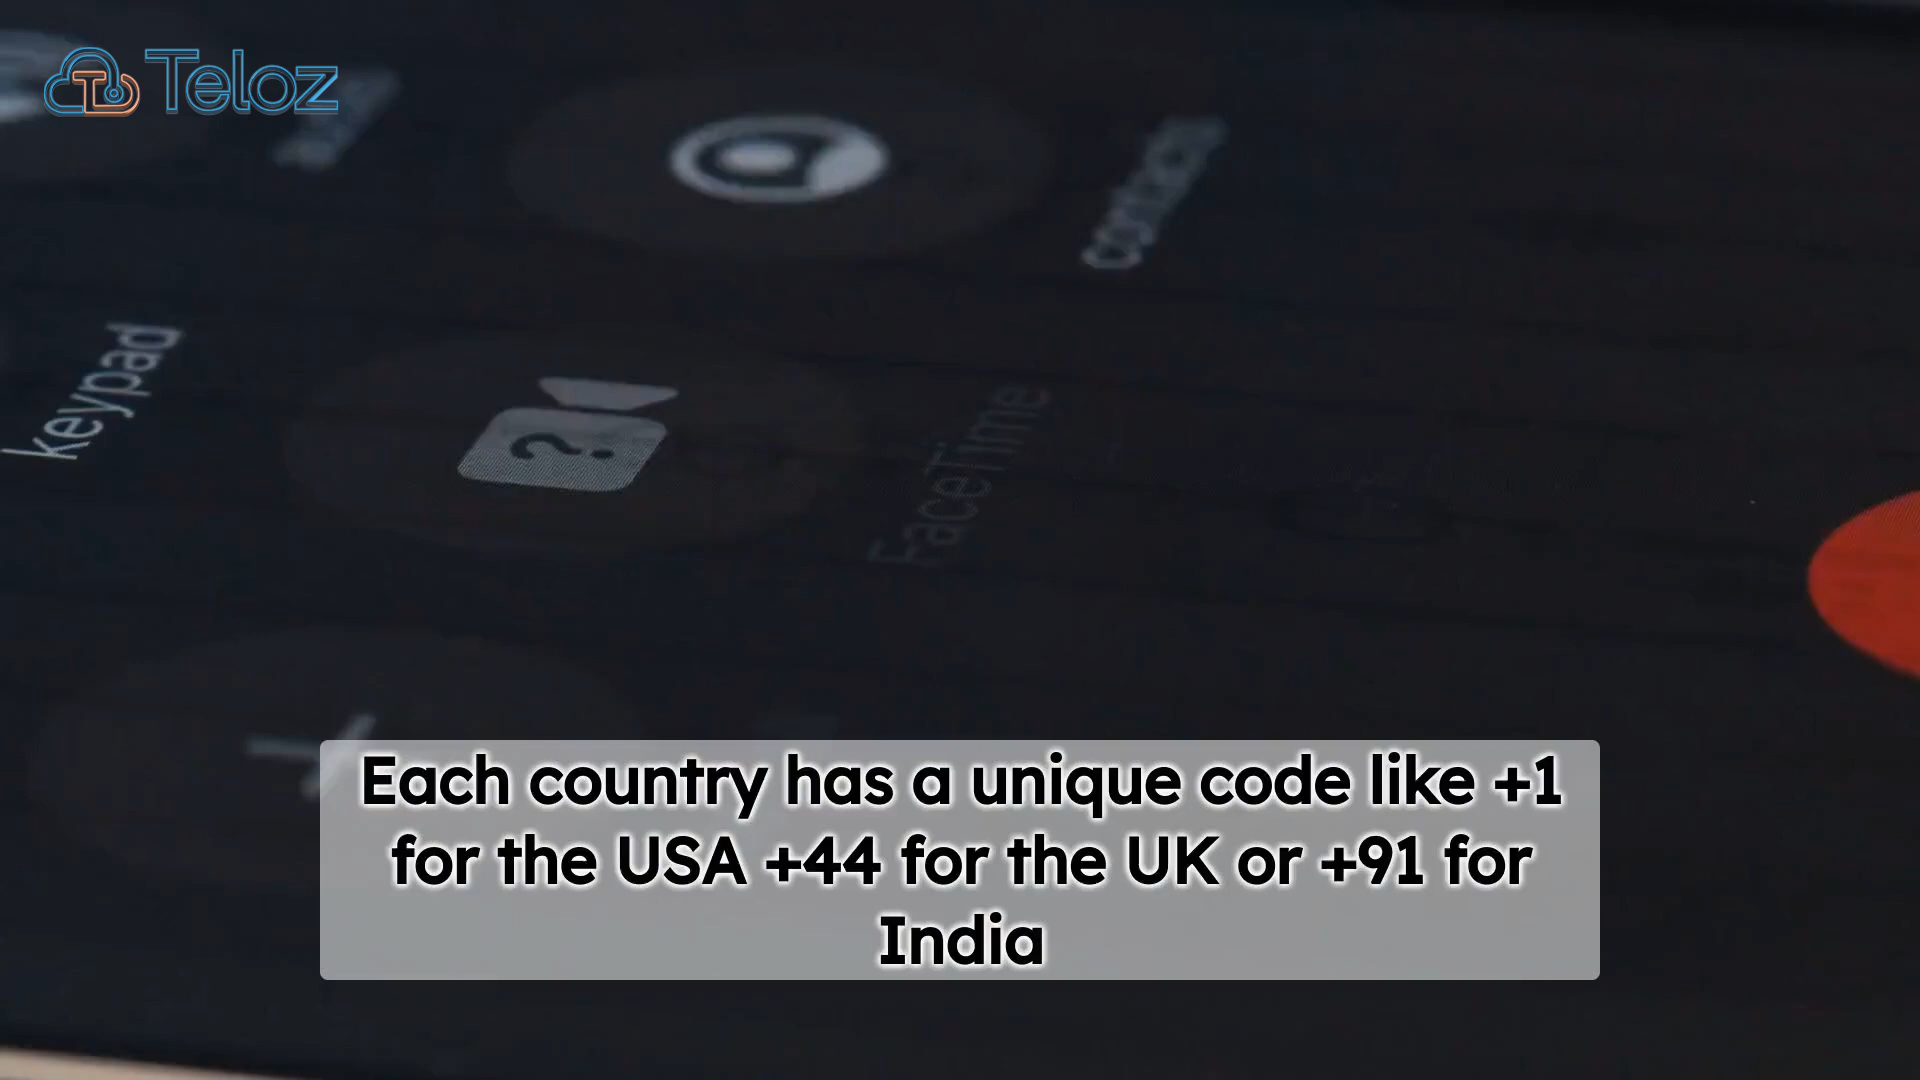 Teloz
contacts
keypad
FaceTime
Each country has a unique code like +1
for the USA +44 for the UK or +91 for
India